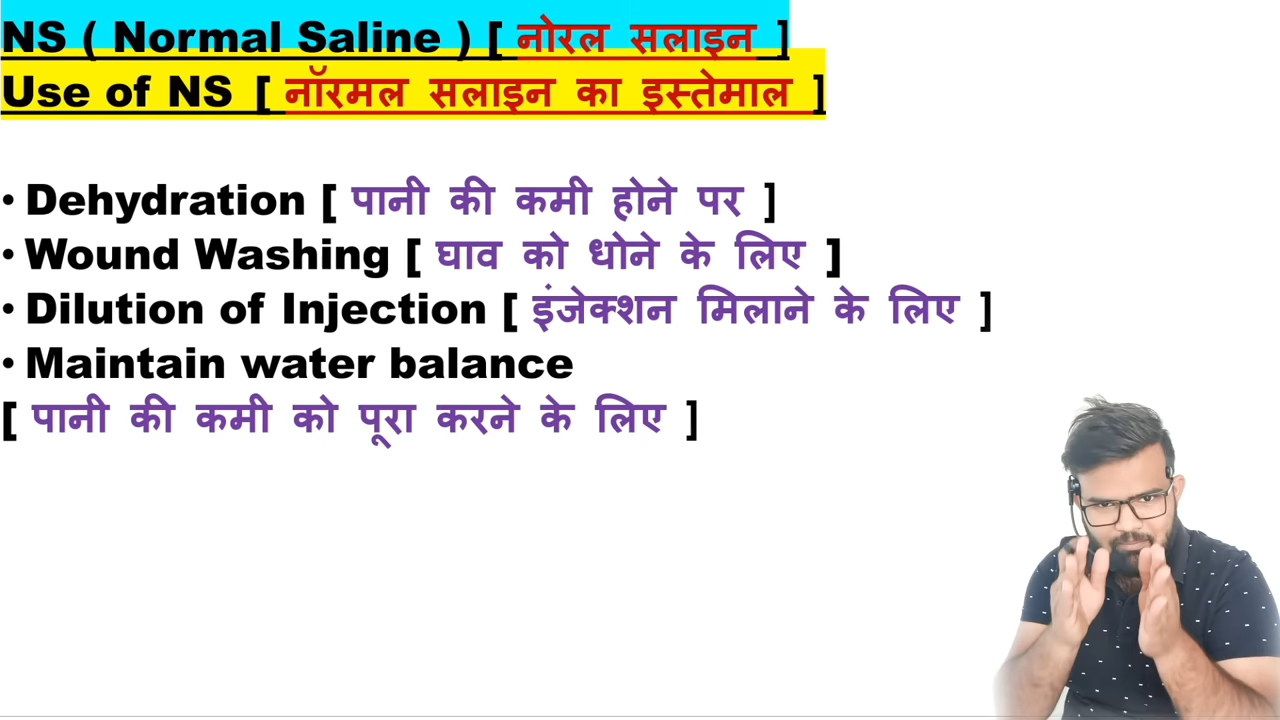 NS ( Normal Saline ) [ नोरल सलाइन ]
Use of NS [ नॉरमल सलाइन का इस्तेमाल ]
• Dehydration [ पानी की कमी होने पर ]
• Wound Washing [ घाव को धोने के लिए ]
• Dilution of Injection [ इंजेक्शन मिलाने के लिए ]
• Maintain water balance
[ पानी की कमी को पूरा करने के लिए ]